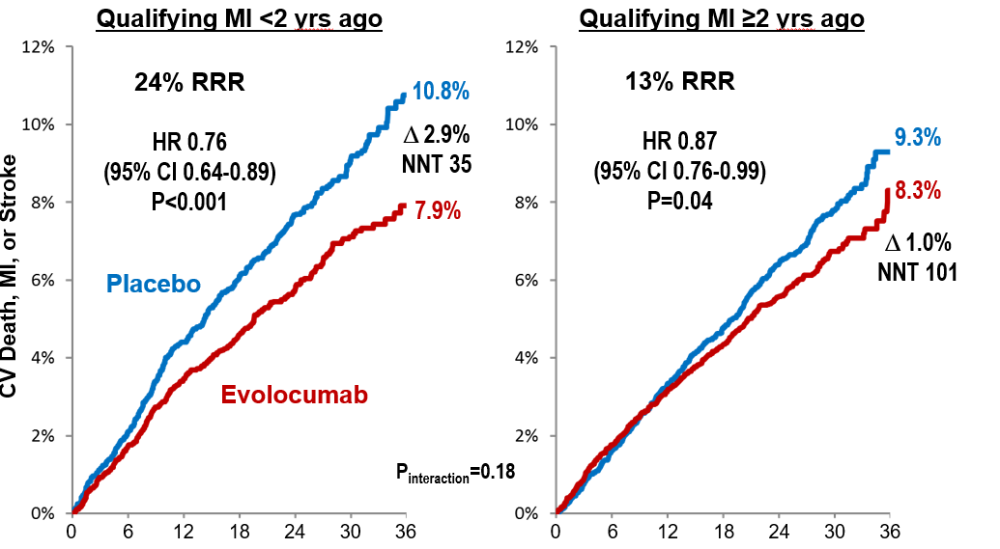 Qualifying MI <2 yrs ago
12%
10%
8%
6%
4%
2%
0%
CV Death, MI, or Stroke
24% RRR
HR 0.76
(95% CI 0.64-0.89)
P<0.001
10.8%
Δ 2.9%
NNT 35
7.9%
Placebo
Evolocumab
0 6 12 18 24 30 36
Pinteraction=0.18
Qualifying MI ≥2 yrs ago
12%
10%
8%
6%
4%
2%
0%
13% RRR
HR 0.87
(95% CI 0.76-0.99)
P=0.04
9.3%
8.3%
Δ 1.0%
NNT 101
0 6 12 18 24 30 36